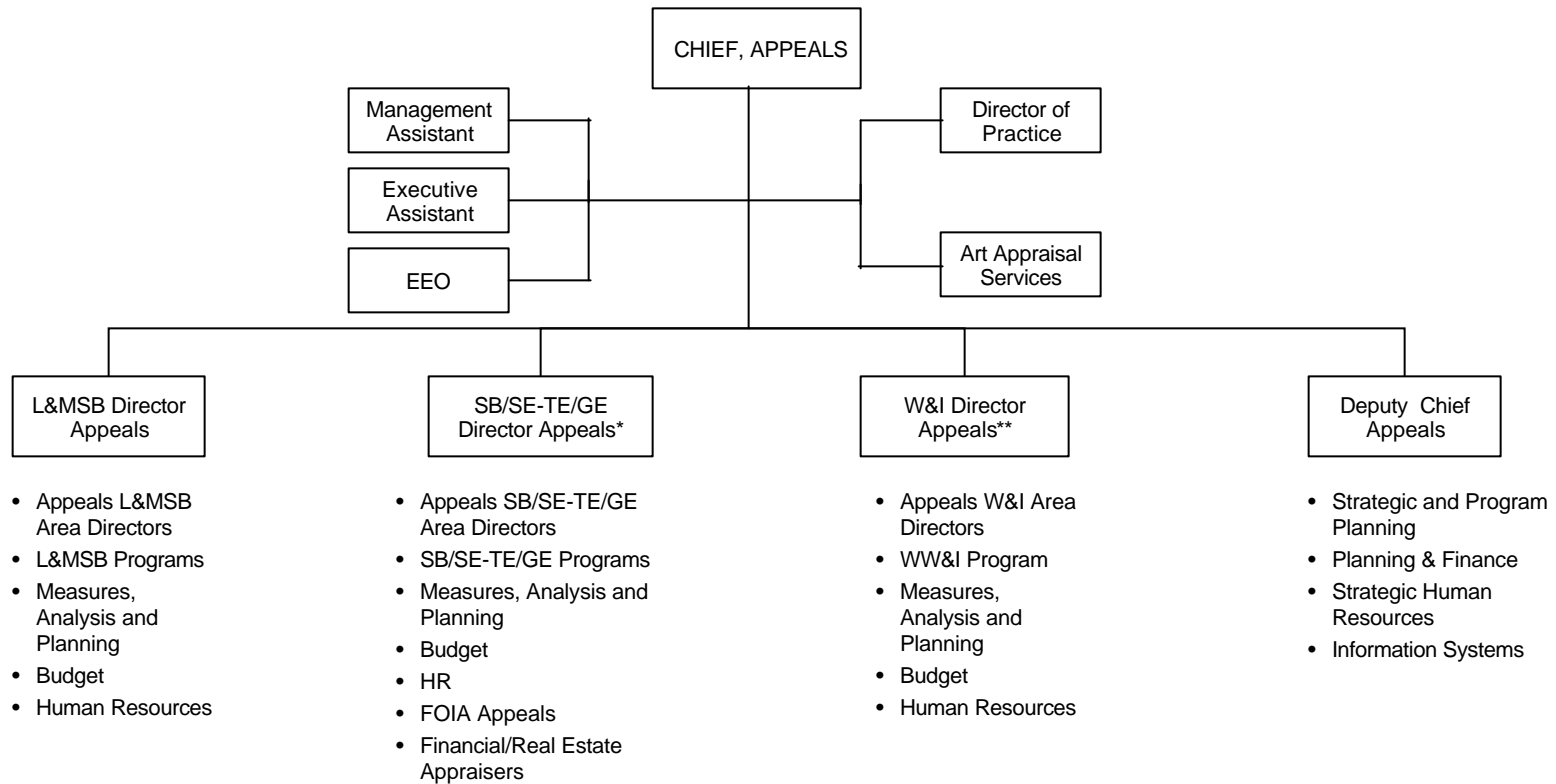 CHIEF, APPEALS
Management
Assistant
Director of
Practice
Executive
Assistant
EEO
Art Appraisal
Services
L&MSB Director
Appeals
SB/SE-TE/GE
Director Appeals*
W&I Director
Appeals**
Deputy Chief
Appeals
• Appeals L&MSB
Area Directors
• L&MSB Programs
• Measures,
Analysis and
Planning
• Budget
• Human Resources
• Appeals SB/SE-TE/GE
Area Directors
• SB/SE-TE/GE Programs
• Measures, Analysis and
Planning
• Budget
• HR
• FOIA Appeals
• Financial/Real Estate
Appraisers
• Appeals W&I Area
Directors
• WW&I Program
• Measures,
Analysis and
Planning
• Budget
• Human Resources
• Strategic and Program
Planning
• Planning & Finance
• Strategic Human
Resources
• Information Systems